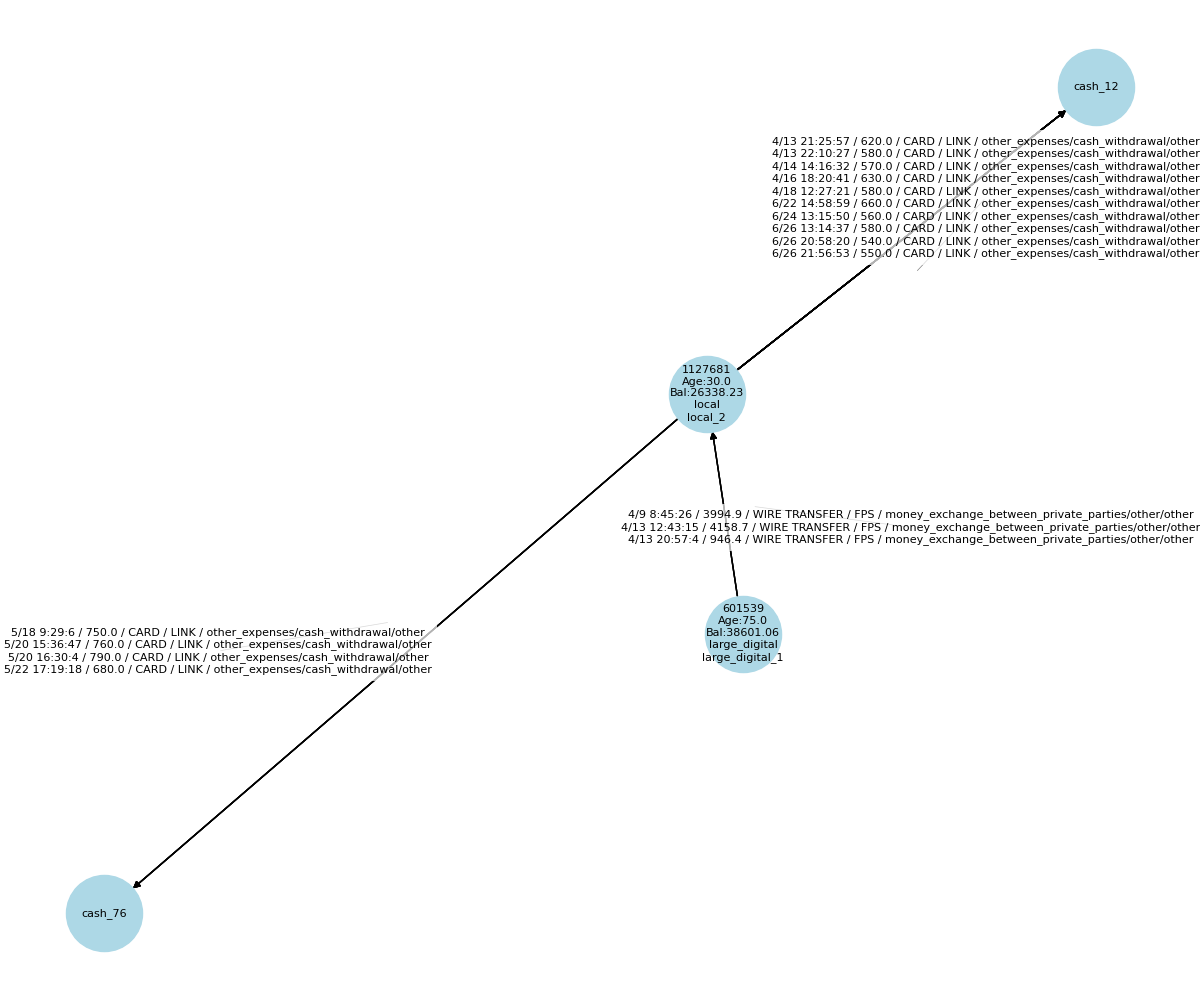 cash_12
4/13 21:25:57 / 620.0 / CARD / LINK / other_expenses/cash_withdrawal/other
4/13 22:10:27 / 580.0 / CARD / LINK / other_expenses/cash_withdrawal/other
4/14 14:16:32 / 570.0 / CARD / LINK / other_expenses/cash_withdrawal/other
4/16 18:20:41 / 630.0 / CARD / LINK / other_expenses/cash_withdrawal/other
4/18 12:27:21 / 580.0 / CARD / LINK / other_expenses/cash_withdrawal/other
6/22 14:58:59 / 660.0 / CARD / LINK / other_expenses/cash_withdrawal/other
6/24 13:15:50 / 560.0 / CARD / LINK / other_expenses/cash_withdrawal/other
6/26 13:14:37 / 580.0 / CARD / LINK / other_expenses/cash_withdrawal/other
6/26 20:58:20 / 540.0 / CARD / LINK / other_expenses/cash_withdrawal/other
6/26 21:56:53 / 550.0 / CARD / LINK / other_expenses/cash_withdrawal/other
1127681
Age:30.0
Bal:26338.23
local
local_2
4/9 8:45:26 / 3994.9 / WIRE TRANSFER / FPS / money_exchange_between_private_parties/other/other
4/13 12:43:15 / 4158.7 / WIRE TRANSFER / FPS / money_exchange_between_private_parties/other/other
4/13 20:57:4 / 946.4 / WIRE TRANSFER / FPS / money_exchange_between_private_parties/other/other
601539
Age:75.0
Bal:38601.06
large_digital
large_digital_1
5/18 9:29:6 / 750.0 / CARD / LINK / other_expenses/cash_withdrawal/other
5/20 15:36:47 / 760.0 / CARD / LINK / other_expenses/cash_withdrawal/other
5/20 16:30:4 / 790.0 / CARD / LINK / other_expenses/cash_withdrawal/other
5/22 17:19:18 / 680.0 / CARD / LINK / other_expenses/cash_withdrawal/other
cash_76